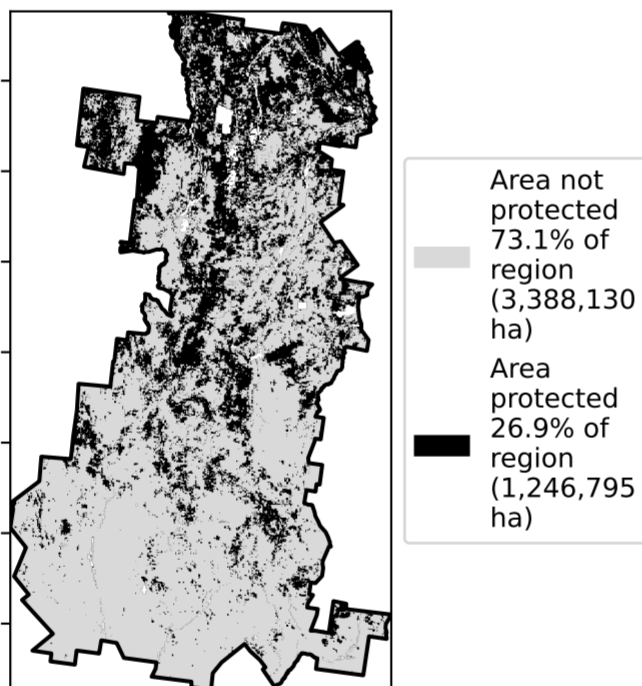 Area not
protected
73.1% of
region
(3,388,130
ha)
Area
protected
26.9% of
region
(1,246,795
ha)